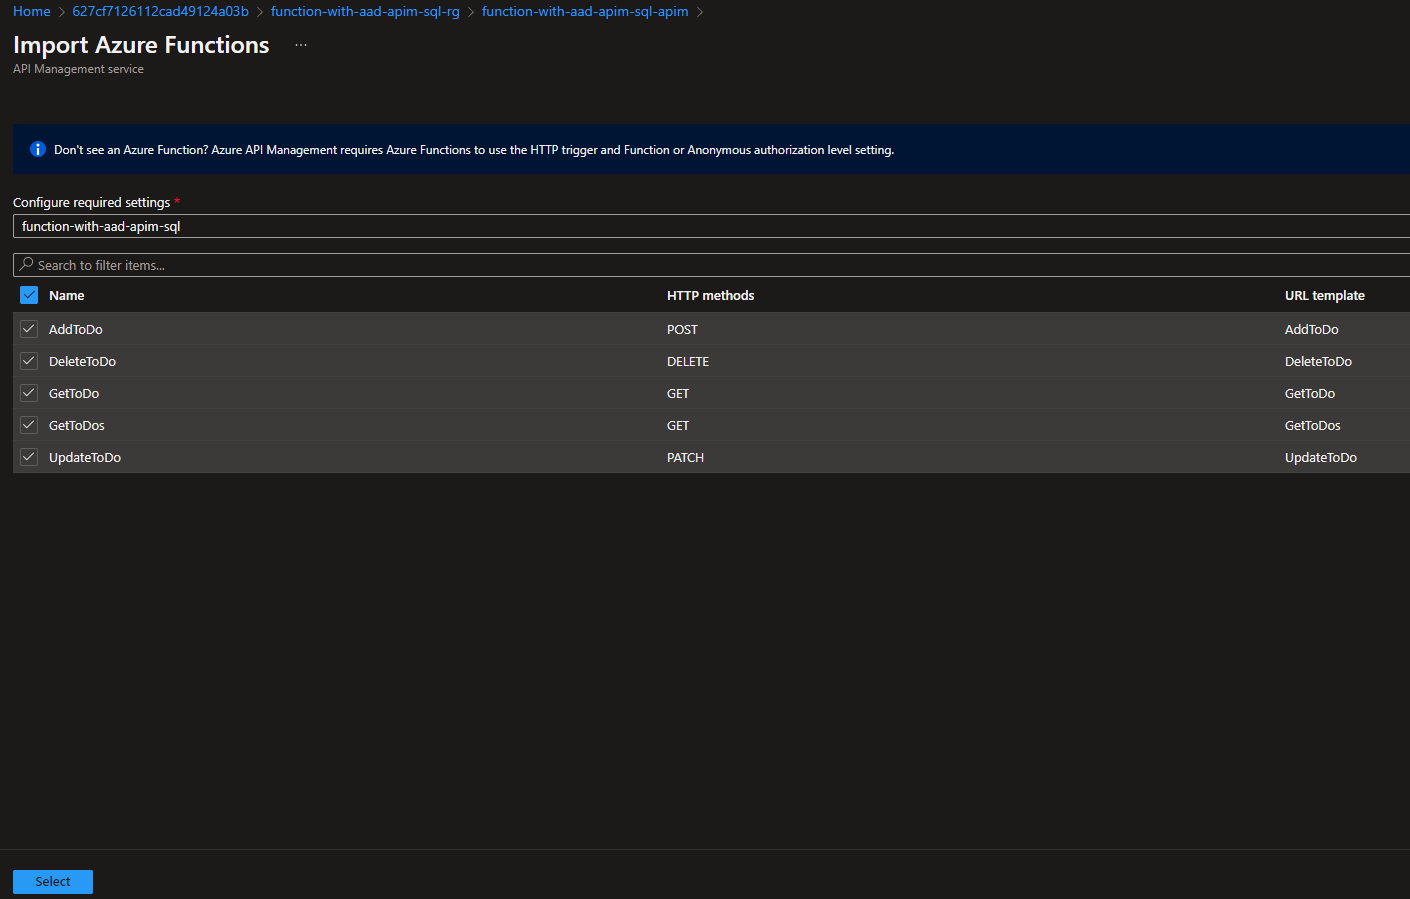 Home > 627cf7126112cad49124a03b > function-with-aad-apim-sql-rg > function-with-aad-apim-sql-apim >
Import Azure Functions ...
API Management service
Don't see an Azure Function? Azure API Management requires Azure Functions to use the HTTP trigger and Function or Anonymous authorization level setting.
Configure required settings *
function-with-aad-apim-sql
Search to filter items...
Name HTTP methods URL template
AddToDo POST AddToDo
DeleteToDo DELETE DeleteToDo
GetToDo GET GetToDo
GetToDos GET GetToDos
UpdateToDo PATCH UpdateToDo
Select